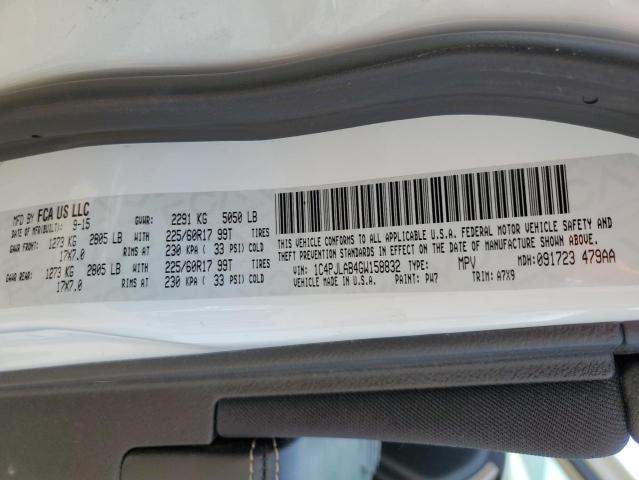 MFD BY FCA US LLC
DATE OF MFR(BUILT): 9-15 GVWR: 2291 KG 5050 LB
GAWR FRONT: 1273 KG 2805 LB WITH 225/60R17 99T TIRES
17X7.0 RIMS AT 230 KPA ( 33 PSI) COLD
GAWR REAR: 1273 KG 2805 LB WITH 225/60R17 99T TIRES
17X7.0 RIMS AT 230 KPA ( 33 PSI) COLD
THIS VEHICLE CONFORMS TO ALL APPLICABLE U.S.A. FEDERAL MOTOR VEHICLE SAFETY AND
THEFT PREVENTION STANDARDS IN EFFECT ON THE DATE OF MANUFACTURE SHOWN ABOVE.
VIN: 1C4PJLAB4GW158832 TYPE: MPV MDH: 091723 479AA
VEHICLE MADE IN U.S.A. PAINT: PW7 TRIM: A7X9